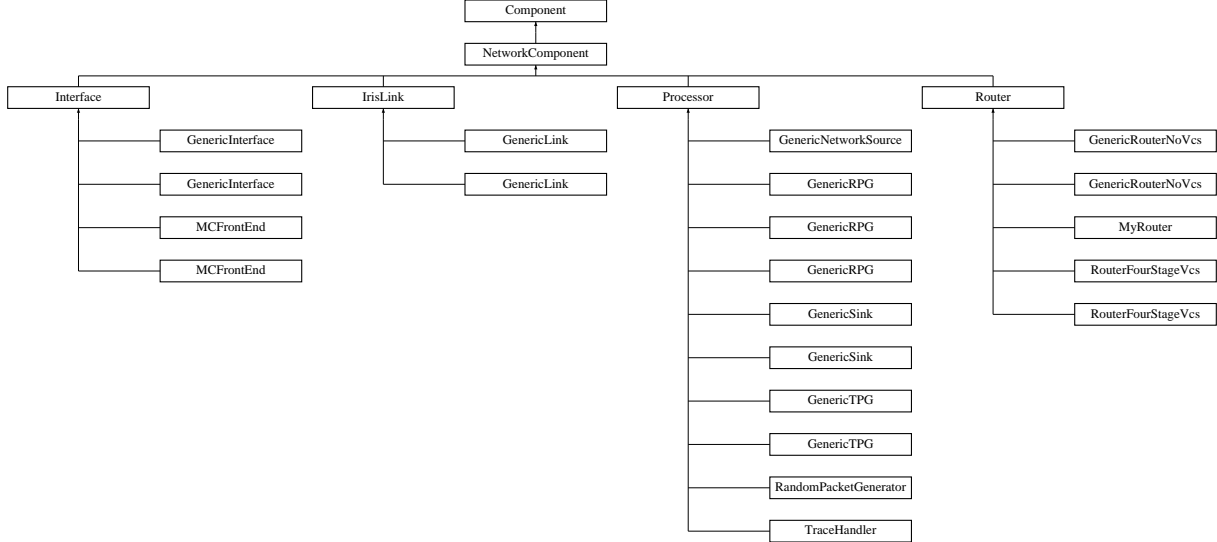 Component
NetworkComponent
Interface
IrisLink
Processor
Router
GenericInterface
GenericLink
GenericNetworkSource
GenericRouterNoVcs
GenericInterface
GenericLink
GenericRPG
GenericRouterNoVcs
MCFrontEnd
GenericRPG
MyRouter
MCFrontEnd
GenericRPG
RouterFourStageVcs
GenericSink
RouterFourStageVcs
GenericSink
GenericTPG
GenericTPG
RandomPacketGenerator
TraceHandler